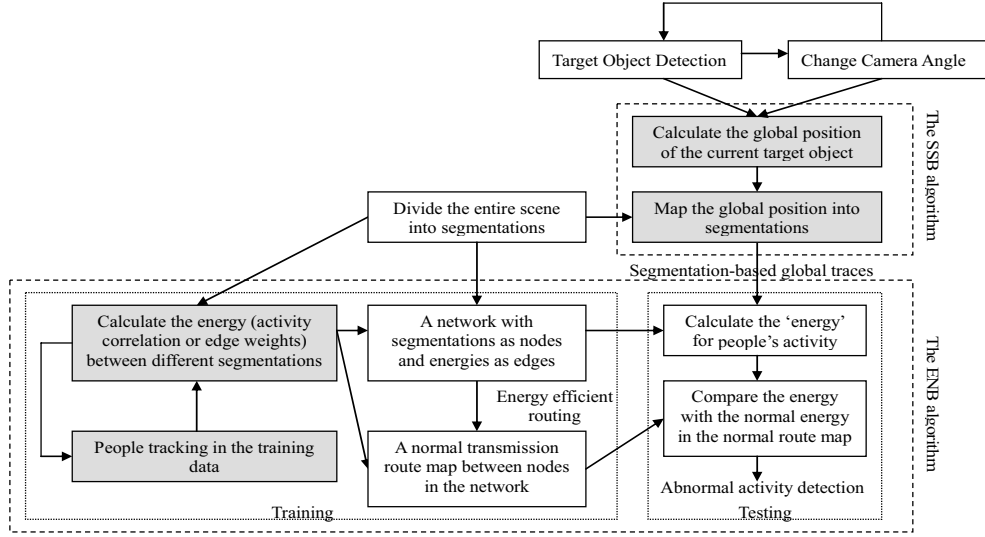 Target Object Detection
Change Camera Angle
The SSB algorithm
Calculate the global position
of the current target object
Divide the entire scene
into segmentations
Map the global position into
segmentations
Segmentation-based global traces
Calculate the energy (activity
correlation or edge weights)
between different segmentations
A network with
segmentations as nodes
and energies as edges
Calculate the ‘energy’
for people’s activity
The ENB algorithm
Energy efficient
routing
Compare the energy
with the normal energy
in the normal route map
People tracking in the training
data
A normal transmission
route map between nodes
in the network
Abnormal activity detection
Training
Testing